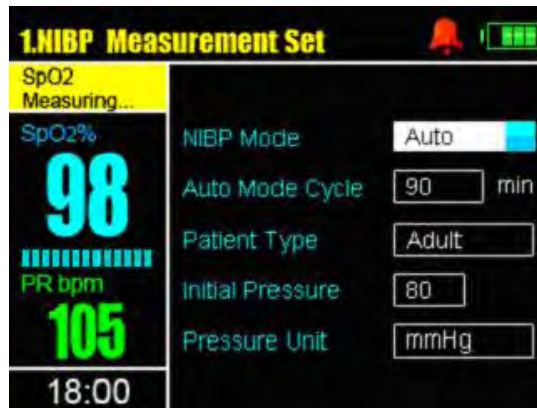 1.NIBP Measurement Set
SpO2
Measuring...
SpO2%
98
PR bpm
105
18:00
NIBP Mode Auto
Auto Mode Cycle 90 min
Patient Type Adult
Initial Pressure 80
Pressure Unit mmHg